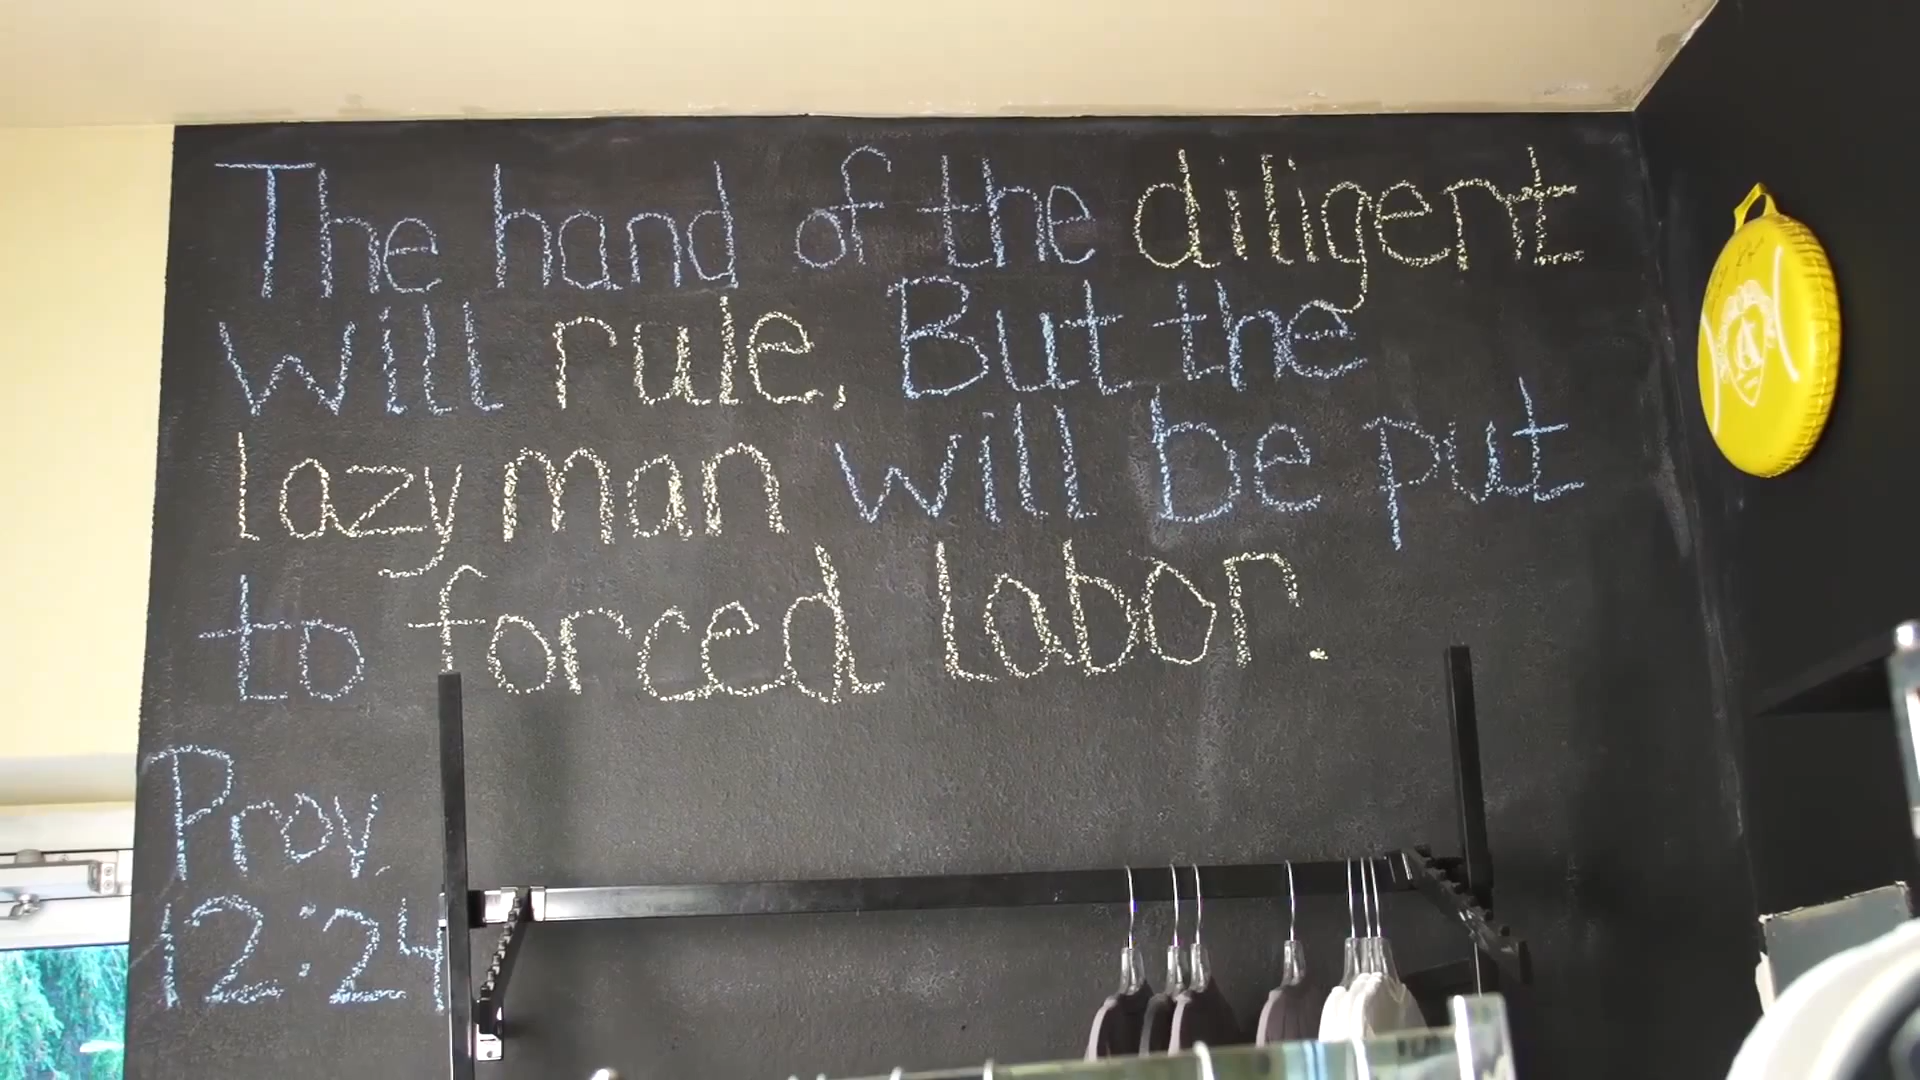 The hand of the diligent
will rule, But the
lazy man will be put
to forced labor.
Prov.
12:24